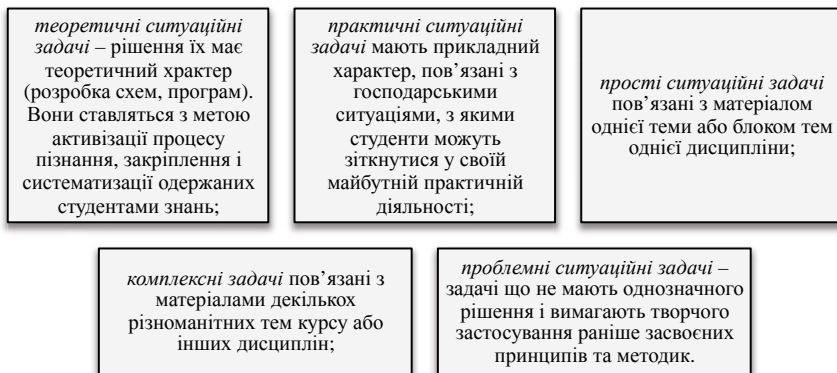 теоретичні ситуаційні
задачі – рішення їх має
теоретичний храктер
(розробка схем, програм).
Вони ставляться з метою
активізації процесу
пізнання, закріплення і
систематизації одержаних
студентами знань;
практичні ситуаційні
задачі мають прикладний
характер, пов’язані з
господарськими
ситуаціями, з якими
студенти можуть
зіткнутися у своїй
майбутній практичній
діяльності;
прості ситуаційні задачі
пов’язані з матеріалом
однієї теми або блоком тем
однієї дисципліни;
комплексні задачі пов’язані з
матеріалами декількох
різноманітних тем курсу або
інших дисциплін;
проблемні ситуаційні задачі –
задачі що не мають однозначного
рішення і вимагають творчого
застосування раніше засвоєних
принципів та методик.